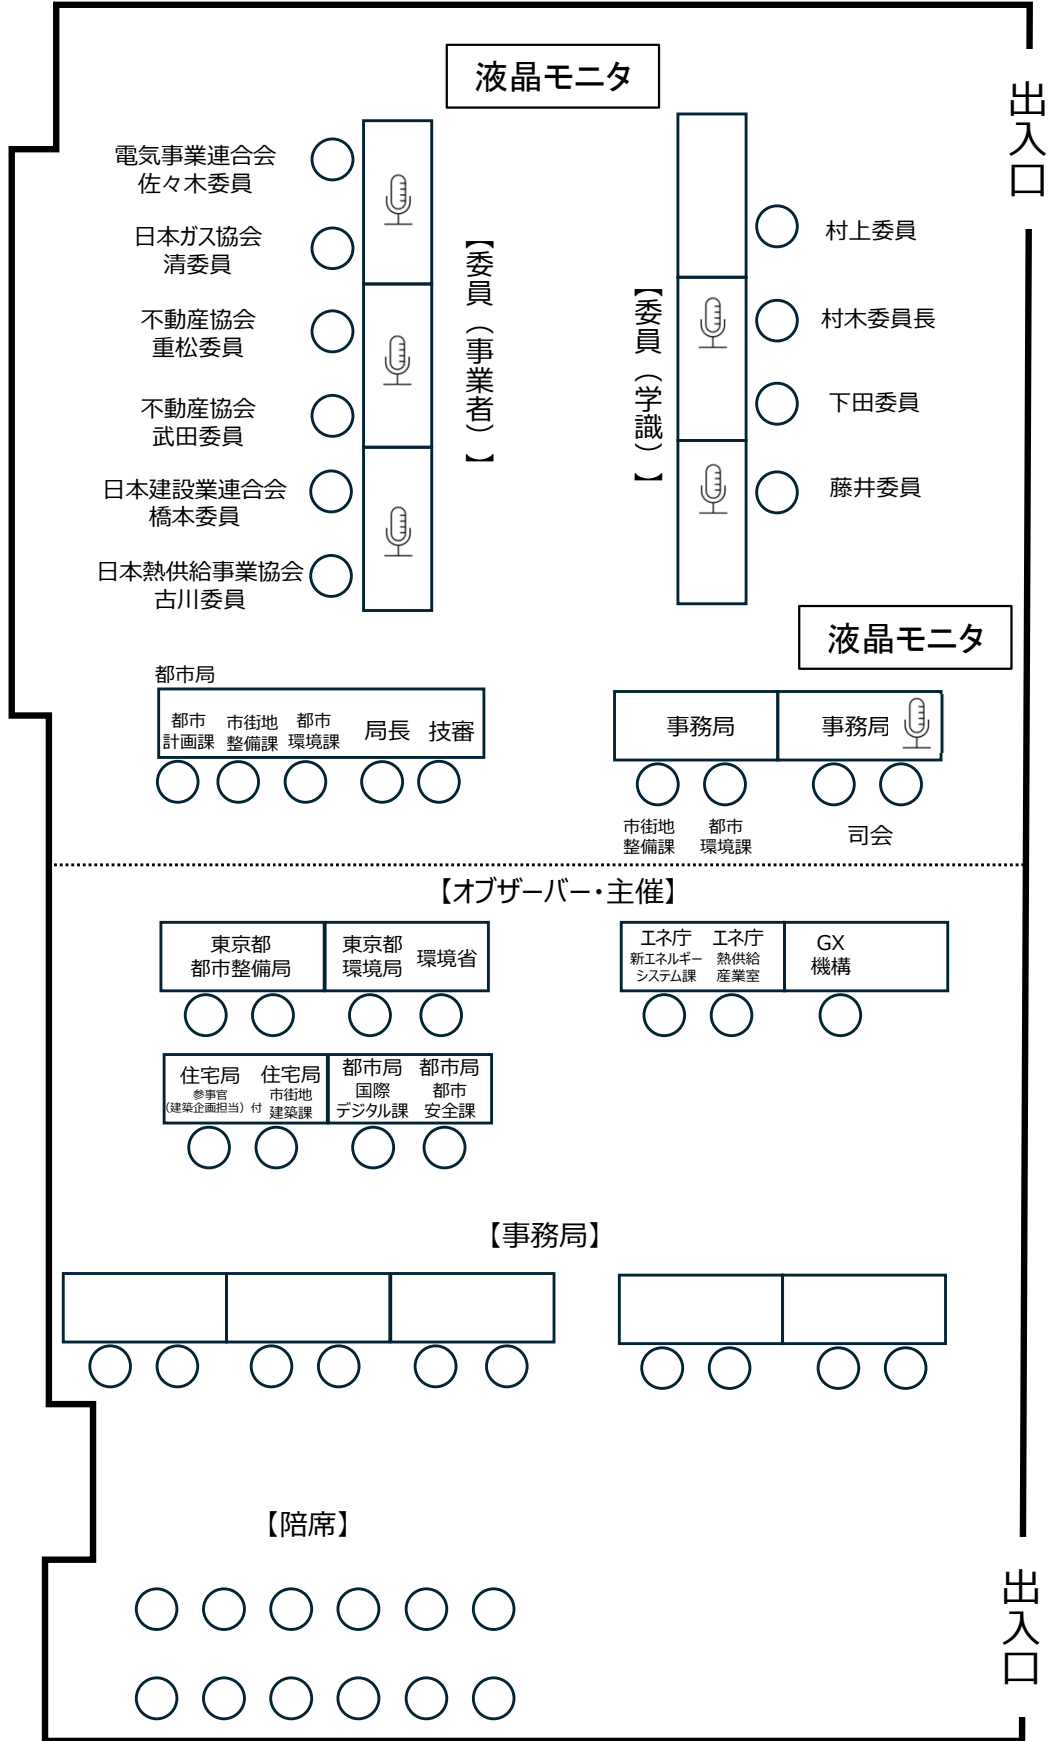 液晶モニタ
出入口
電気事業連合会
佐々木委員
日本ガス協会
清委員
不動産協会
重松委員
不動産協会
武田委員
日本建設業連合会
橋本委員
日本熱供給事業協会
古川委員
【委員(事業者)】
【委員(学識)】
村上委員
村木委員長
下田委員
藤井委員
液晶モニタ
都市局
都市
計画課
市街地
整備課
都市
環境課
局長
技審
事務局
事務局
市街地
整備課
都市
環境課
司会
【オブザーバー・主催】
東京都
都市整備局
東京都
環境局
環境省
エネ庁
新エネルギー
システム課
エネ庁
熱供給
産業室
GX
機構
住宅局
参事官
(建築企画担当)付
住宅局
市街地
建築課
都市局
国際
デジタル課
都市局
都市
安全課
【事務局】
【陪席】
出入口